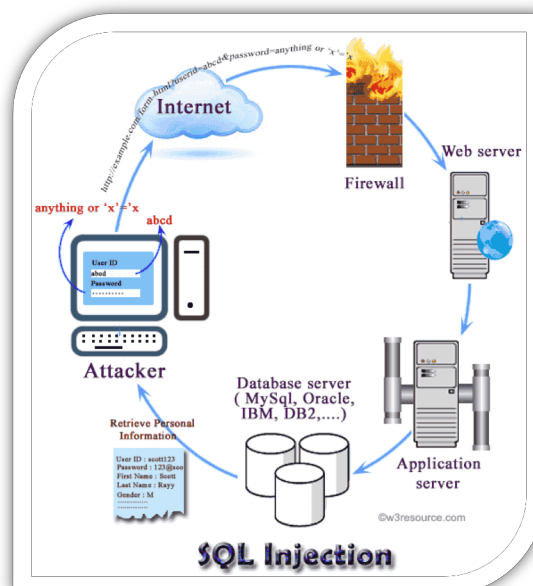 http://example.com/form.html?userid=abcd&password=anything or ‘x’=’x
Internet
Firewall
Web server
anything or ‘x’=’x
abcd
User ID
abcd
Password
Attacker
Database server
( MySql, Oracle,
IBM, DB2,....)
Application
server
Retrieve Personal
Information
User ID : scott123
Password : 123@sco
First Name : Scott
Last Name : Rayy
Gender : M
©w3resource.com
SQL Injection